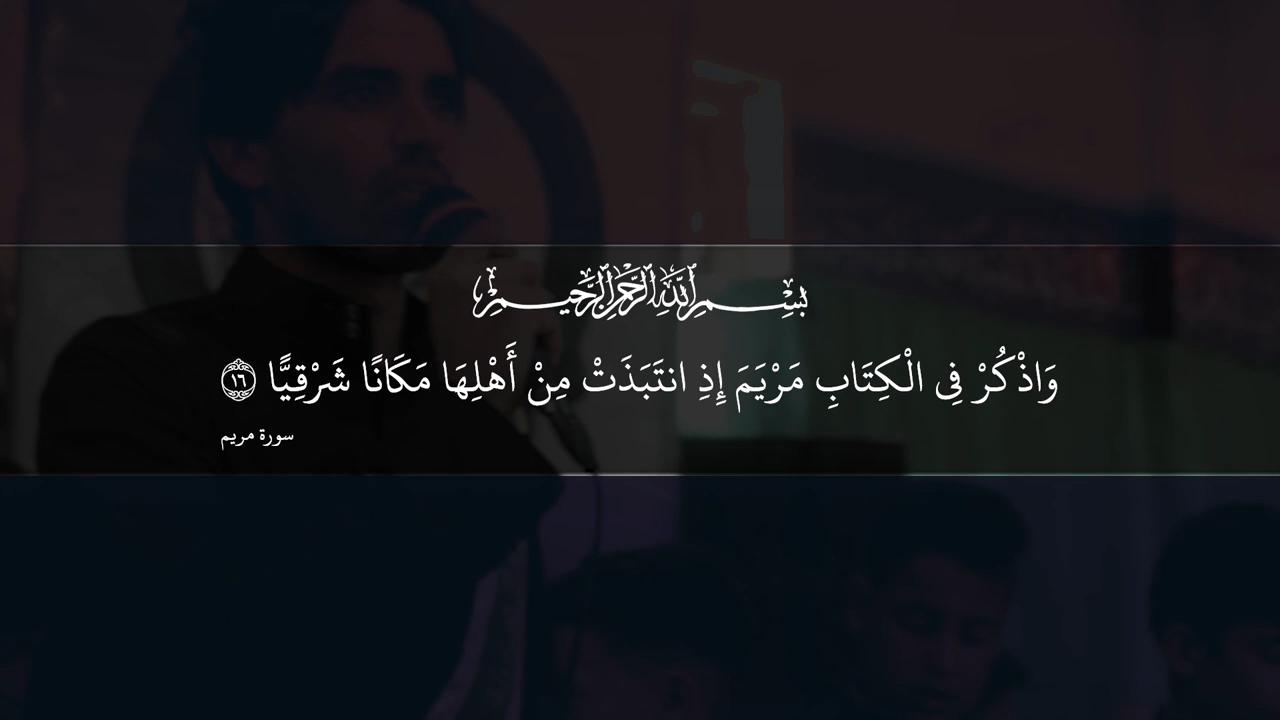 بِسْمِ اللَّهِ الرَّحْمَٰنِ الرَّحِيمِ
وَاذْكُرْ فِي الْكِتَابِ مَرْيَمَ إِذِ انتَبَذَتْ مِنْ أَهْلِهَا مَكَانًا شَرْقِيًّا ١٦
سورة مريم